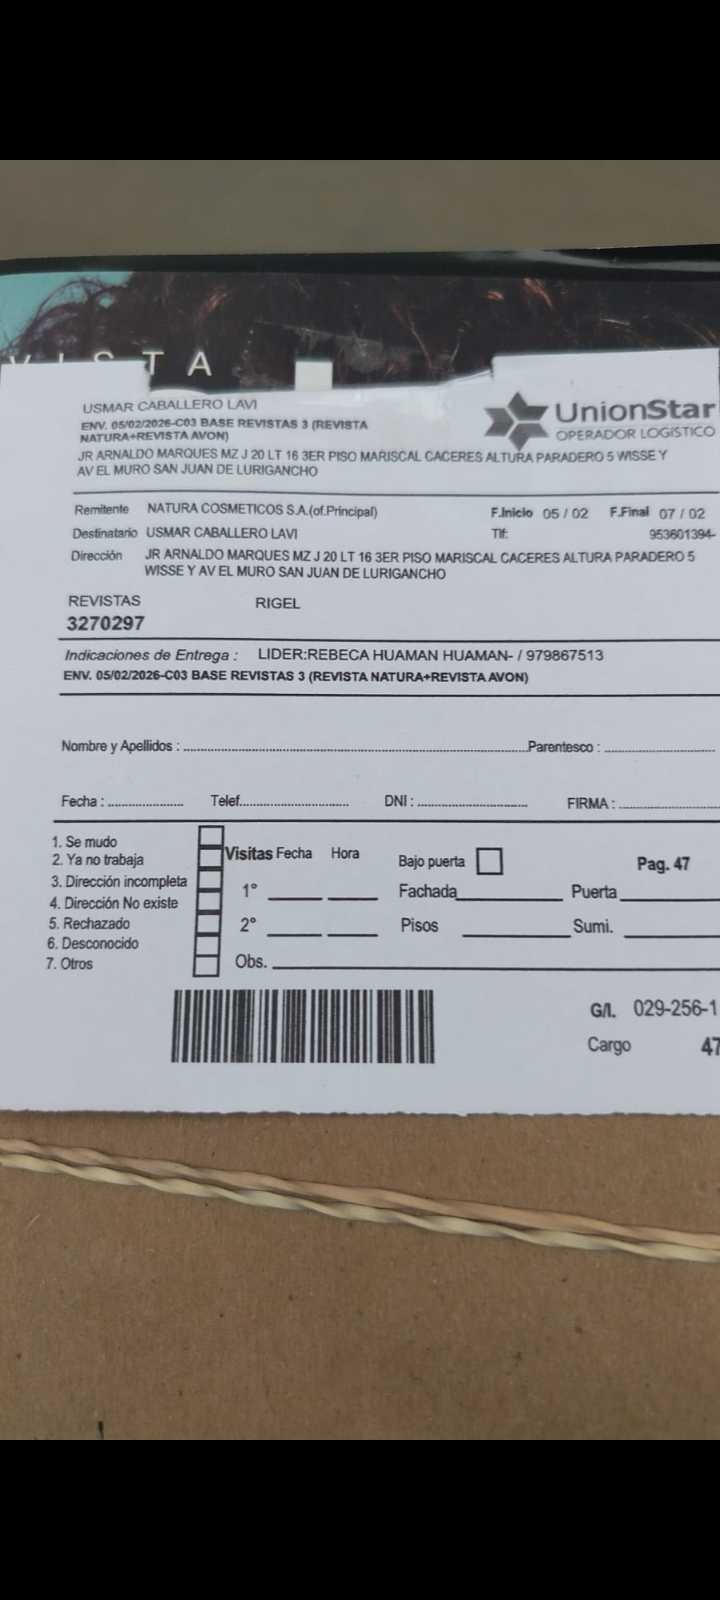 VISTA
USMAR CABALLERO LAVI
ENV. 05/02/2026-C03 BASE REVISTAS 3 (REVISTA
NATURA+REVISTA AVON)
JR ARNALDO MARQUES MZ J 20 LT 16 3ER PISO MARISCAL CACERES ALTURA PARADERO 5 WISSE Y
AV EL MURO SAN JUAN DE LURIGANCHO
UnionStar
OPERADOR LOGÍSTICO
Remitente NATURA COSMETICOS S.A.(of.Principal) F.Inicio 05 / 02 F.Final 07 / 02
Destinatario USMAR CABALLERO LAVI Tlf: 953601394-
Dirección JR ARNALDO MARQUES MZ J 20 LT 16 3ER PISO MARISCAL CACERES ALTURA PARADERO 5
WISSE Y AV EL MURO SAN JUAN DE LURIGANCHO
REVISTAS RIGEL
3270297
Indicaciones de Entrega : LIDER:REBECA HUAMAN HUAMAN- / 979867513
ENV. 05/02/2026-C03 BASE REVISTAS 3 (REVISTA NATURA+REVISTA AVON)
Nombre y Apellidos : Parentesco :
Fecha : Telef. DNI : FIRMA :
1. Se mudo
2. Ya no trabaja
3. Dirección incompleta
4. Dirección No existe
5. Rechazado
6. Desconocido
7. Otros
Visitas Fecha Hora
1°
2°
Obs.
Bajo puerta Pag. 47
Fachada Puerta
Pisos Sumi.
G/I. 029-256-1
Cargo 47